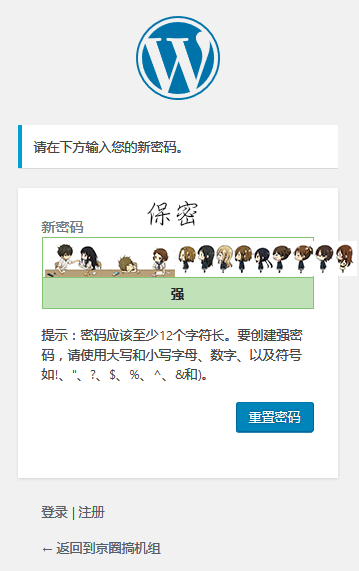 请在下方输入您的新密码。
保密
新密码
强
提示：密码应该至少12个字符长。要创建强密
码，请使用大写和小写字母、数字、以及符号
如!、"、?、$、%、^、&和)。
重置密码
登录 | 注册
← 返回到京圈搞机组